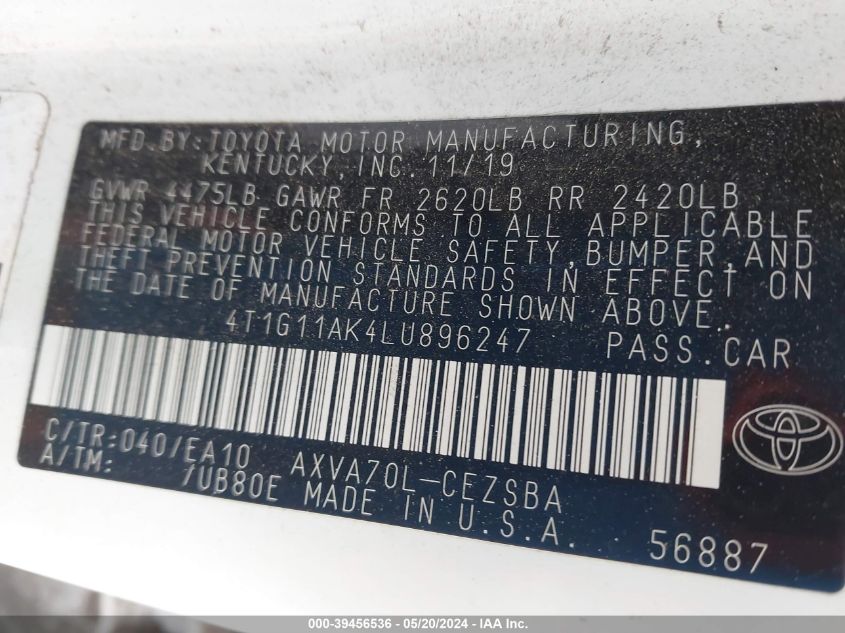 MFD.BY:TOYOTA MOTOR MANUFACTURING,
KENTUCKY,INC.11/19
GVWR 4475LB GAWR FR 2620LB RR 2420LB
THIS VEHICLE CONFORMS TO ALL APPLICABLE
FEDERAL MOTOR VEHICLE SAFETY,BUMPER,AND
THEFT PREVENTION STANDARDS IN EFFECT ON
THE DATE OF MANUFACTURE SHOWN ABOVE.
4T1G11AK4LU896247 PASS.CAR
C/TR:040/EA10 AXVA70L-CEZSBA
A/TM: /UB80E MADE IN U.S.A. 56887
000-39456536 - 05/20/2024 - IAA Inc.